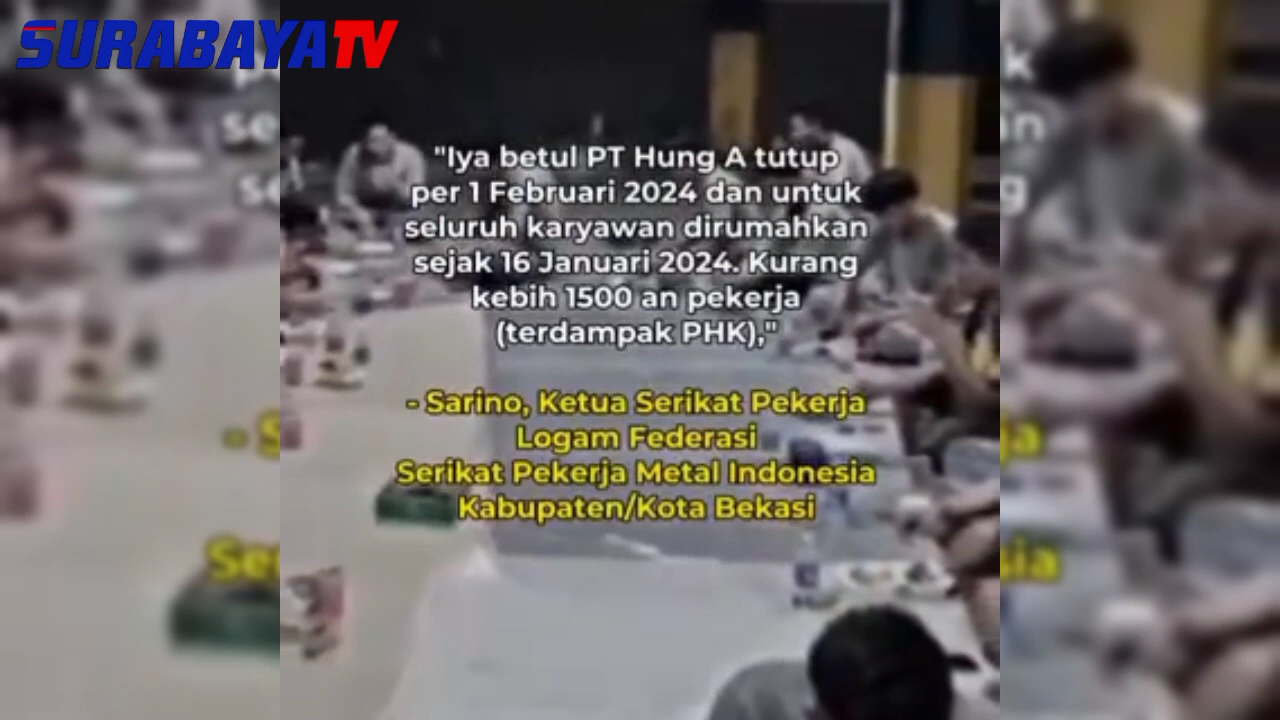 SURABAYATV
"Iya betul PT Hung A tutup
per 1 Februari 2024 dan untuk
seluruh karyawan dirumahkan
sejak 16 Januari 2024. Kurang
kebih 1500 an pekerja
(terdampak PHK),"
- Sarino, Ketua Serikat Pekerja
Logam Federasi
Serikat Pekerja Metal Indonesia
Kabupaten/Kota Bekasi